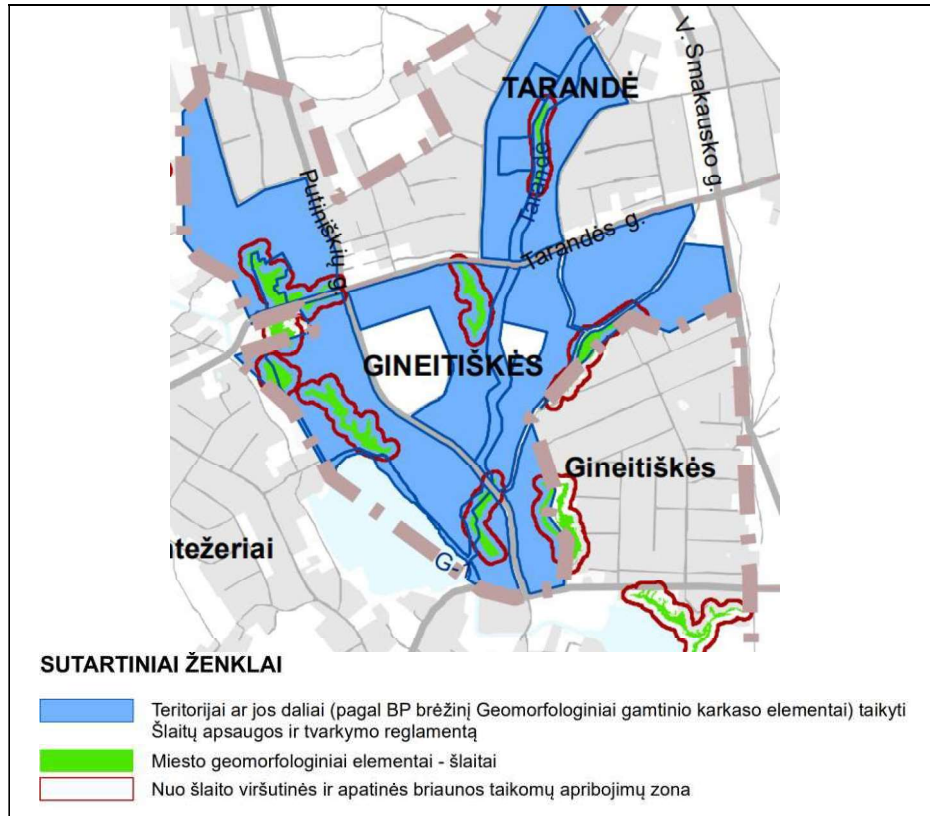 TARANDĖ
V. Smakausko g.
Tarandė
Putiniškių g.
Tarandės g.
GINEITIŠKĖS
Gineitiškės
ntežeriai
G-1
SUTARTINIAI ŽENKLAI
Teritorijai ar jos daliai (pagal BP brėžinį Geomorfologiniai gamtinio karkaso elementai) taikyti
Šlaitų apsaugos ir tvarkymo reglamentą
Miesto geomorfologiniai elementai - šlaitai
Nuo šlaito viršutinės ir apatinės briaunos taikomų apribojimų zona